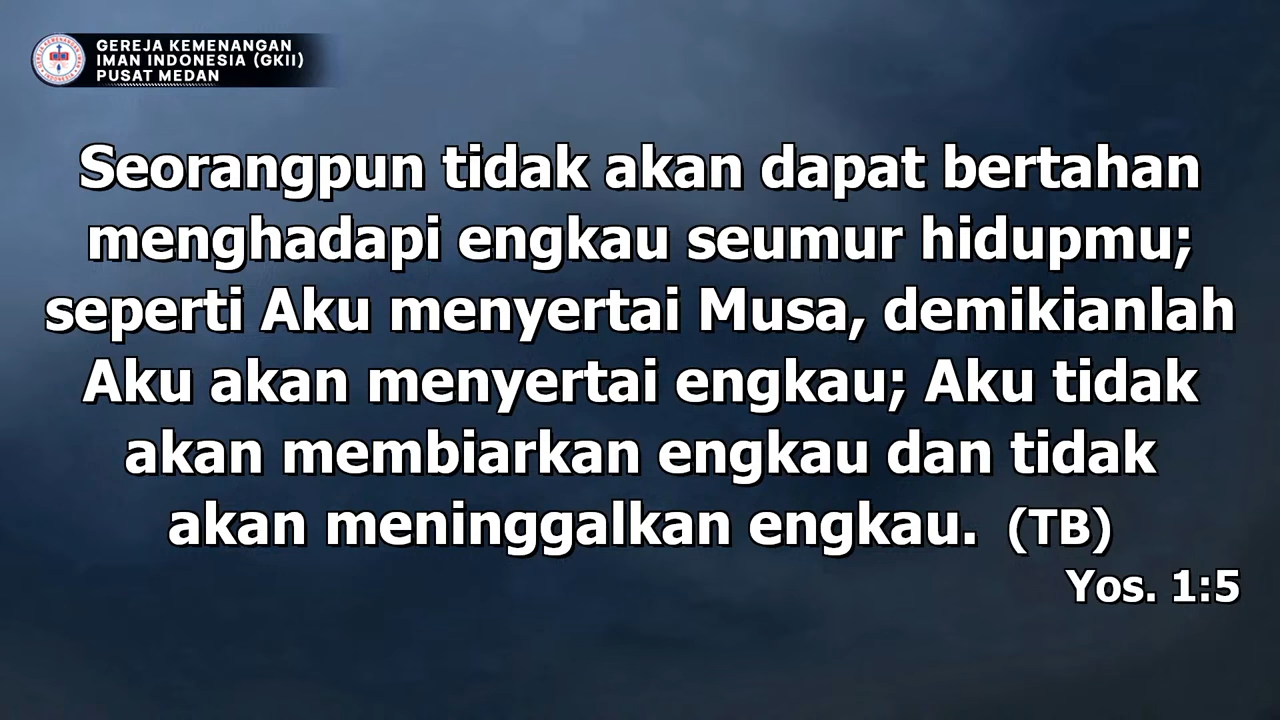 GEREJA KEMENANGAN
IMAN INDONESIA (GKII)
PUSAT MEDAN
Seorangpun tidak akan dapat bertahan
menghadapi engkau seumur hidupmu;
seperti Aku menyertai Musa, demikianlah
Aku akan menyertai engkau; Aku tidak
akan membiarkan engkau dan tidak
akan meninggalkan engkau. (TB)
Yos. 1:5